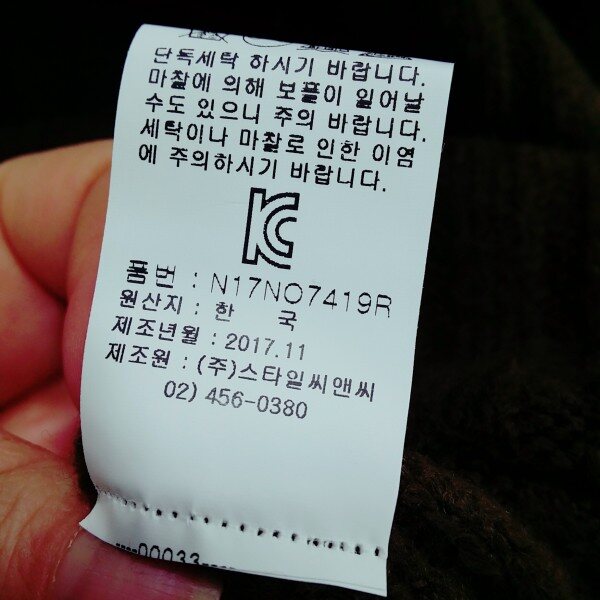 단독세탁 하시기 바랍니다.
마찰에 의해 보플이 일어날
수도 있으니 주의 바랍니다.
세탁이나 마찰로 인한 이염
에 주의하시기 바랍니다.
KC
품번 : N17NO7419R
원산지 : 한 국
제조년월 : 2017.11
제조원 : (주)스타일씨앤씨
02) 456-0380
----00033----